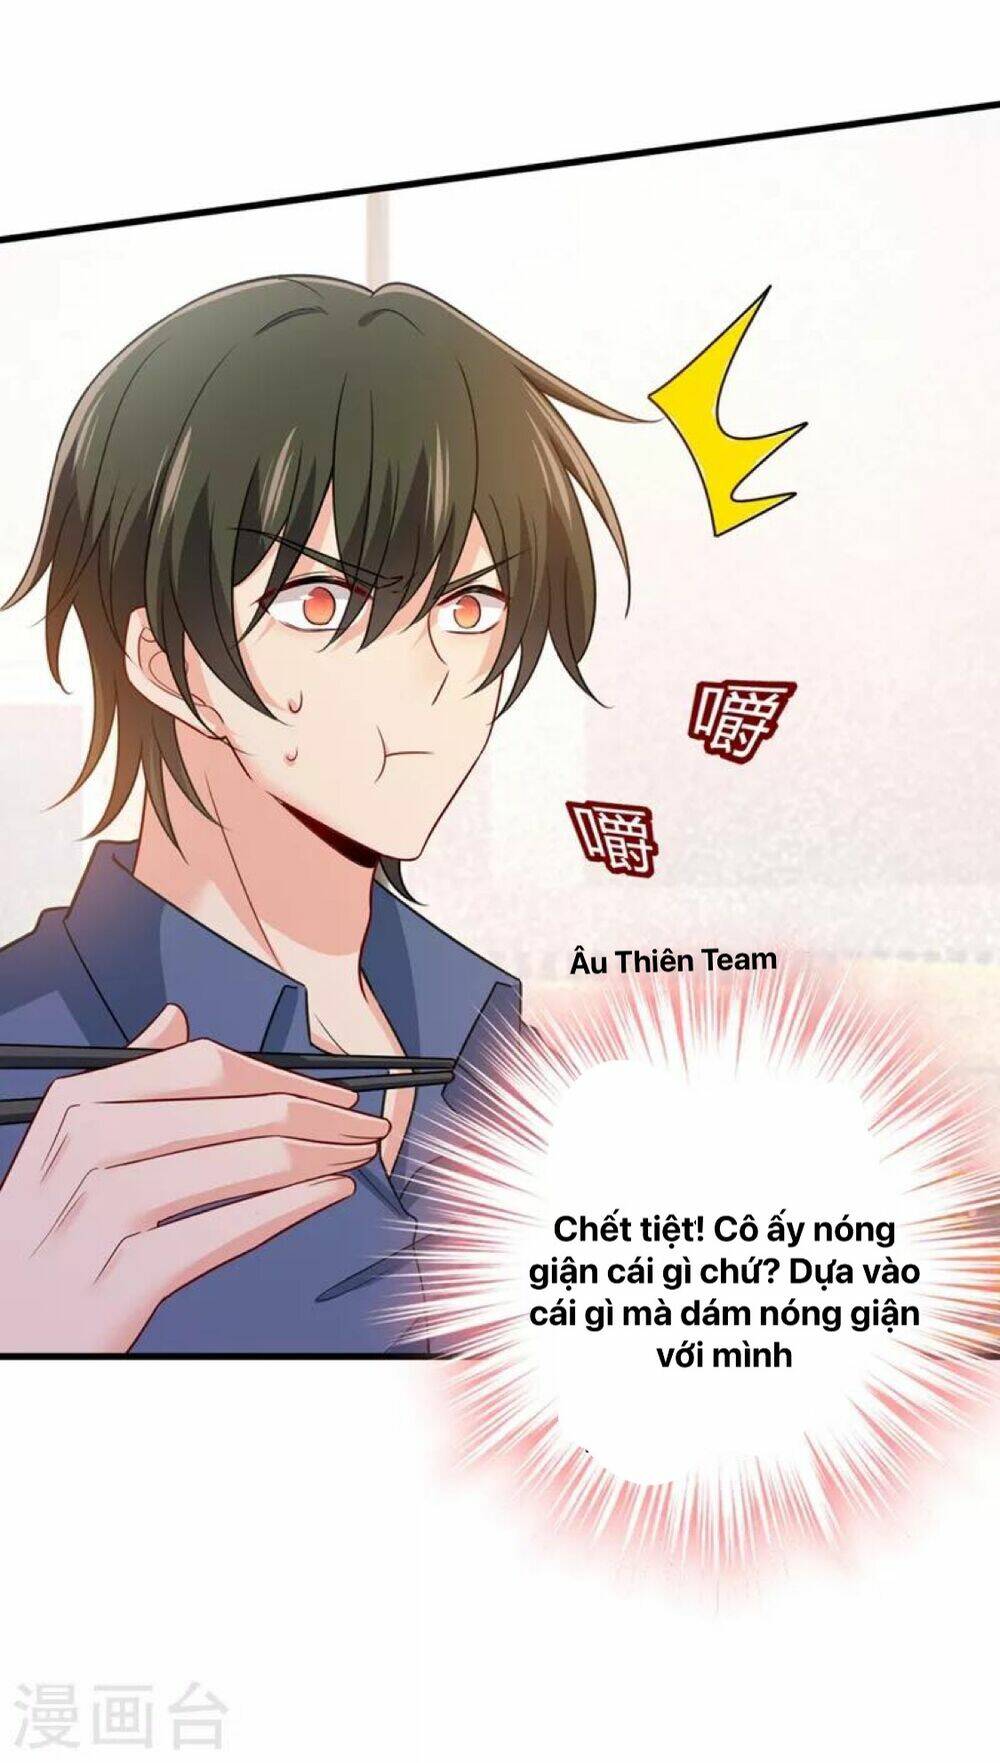 嚼
嚼
Âu Thiên Team
Chết tiệt! Cô ấy nóng
giận cái gì chứ? Dựa vào
cái gì mà dám nóng giận
với mình
漫画台